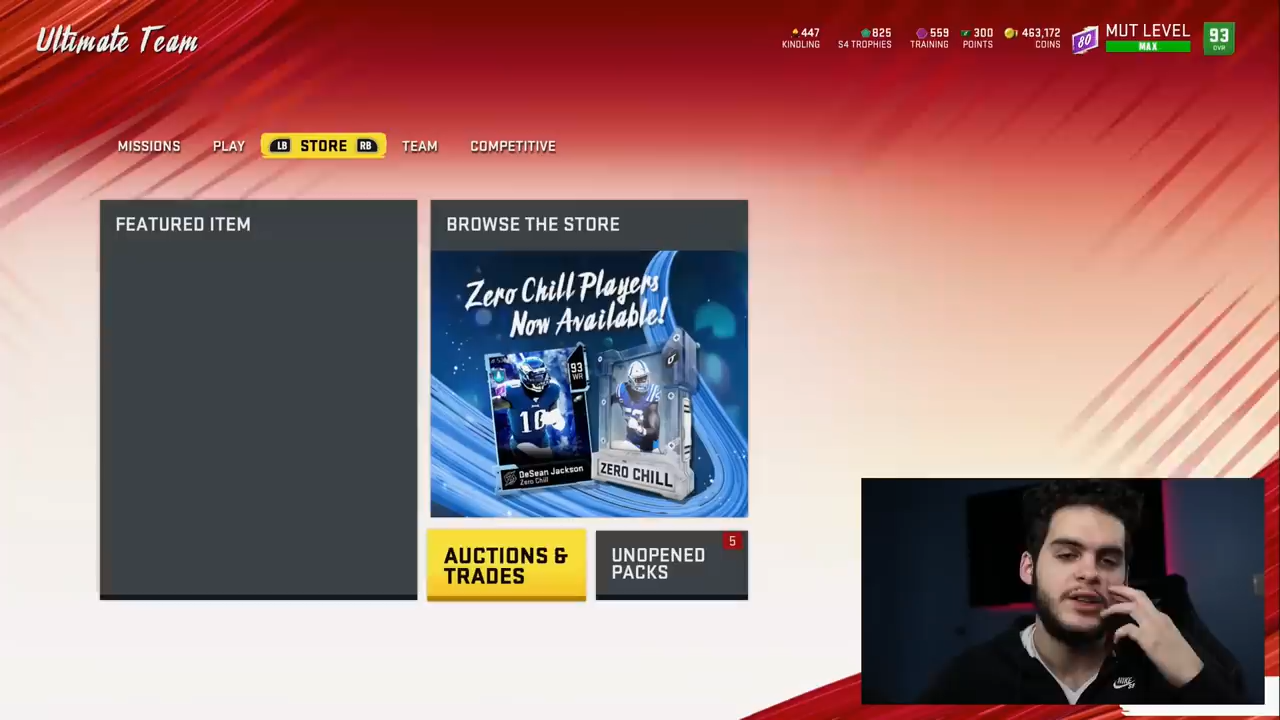 Ultimate Team
447
KINDLING
825
S4 TROPHIES
559
TRAINING
300
POINTS
463,172
COINS
80
MUT LEVEL
MAX
93
OVR
MISSIONS
PLAY
LB STORE RB
TEAM
COMPETITIVE
FEATURED ITEM
BROWSE THE STORE
Zero Chill Players
Now Available!
93
WR
10
DeSean Jackson
Zero Chill
ZERO CHILL
AUCTIONS &
TRADES
UNOPENED
PACKS
5
NIKE